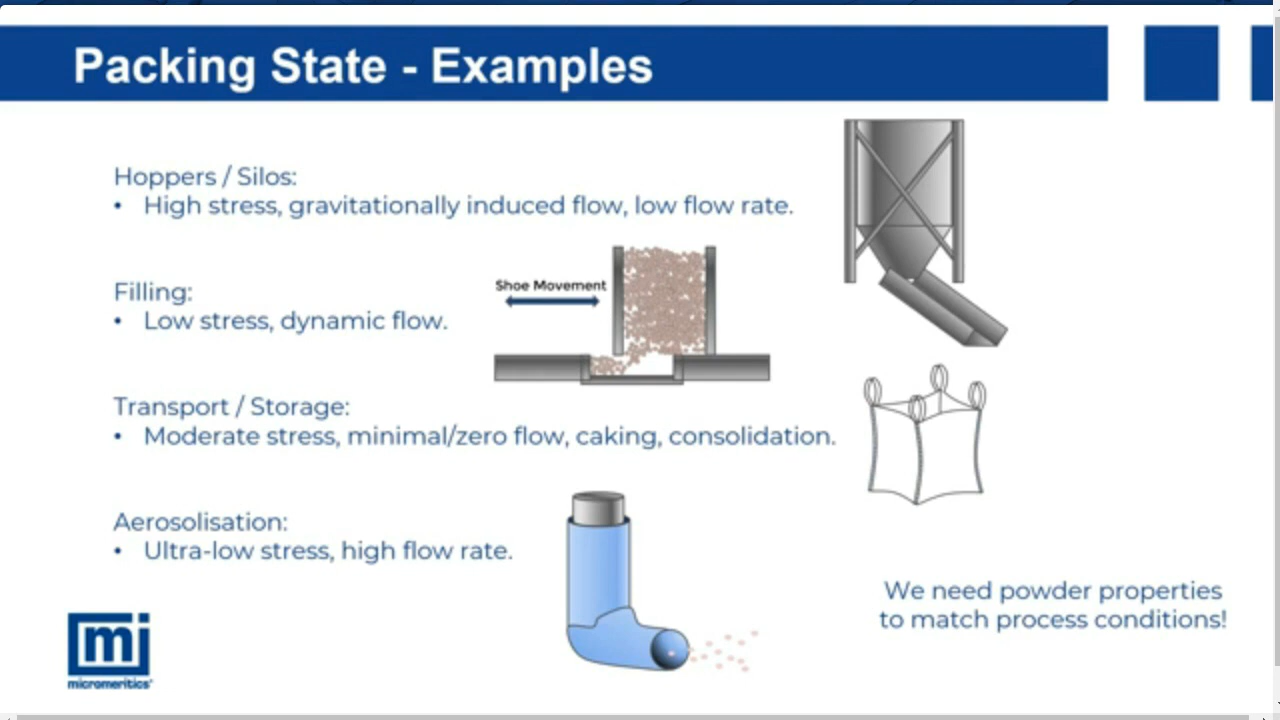 Packing State - Examples
Hoppers / Silos:
• High stress, gravitationally induced flow, low flow rate.
Shoe Movement
Filling:
• Low stress, dynamic flow.
Transport / Storage:
• Moderate stress, minimal/zero flow, caking, consolidation.
Aerosolisation:
• Ultra-low stress, high flow rate.
We need powder properties
to match process conditions!
mi
micromeritics®